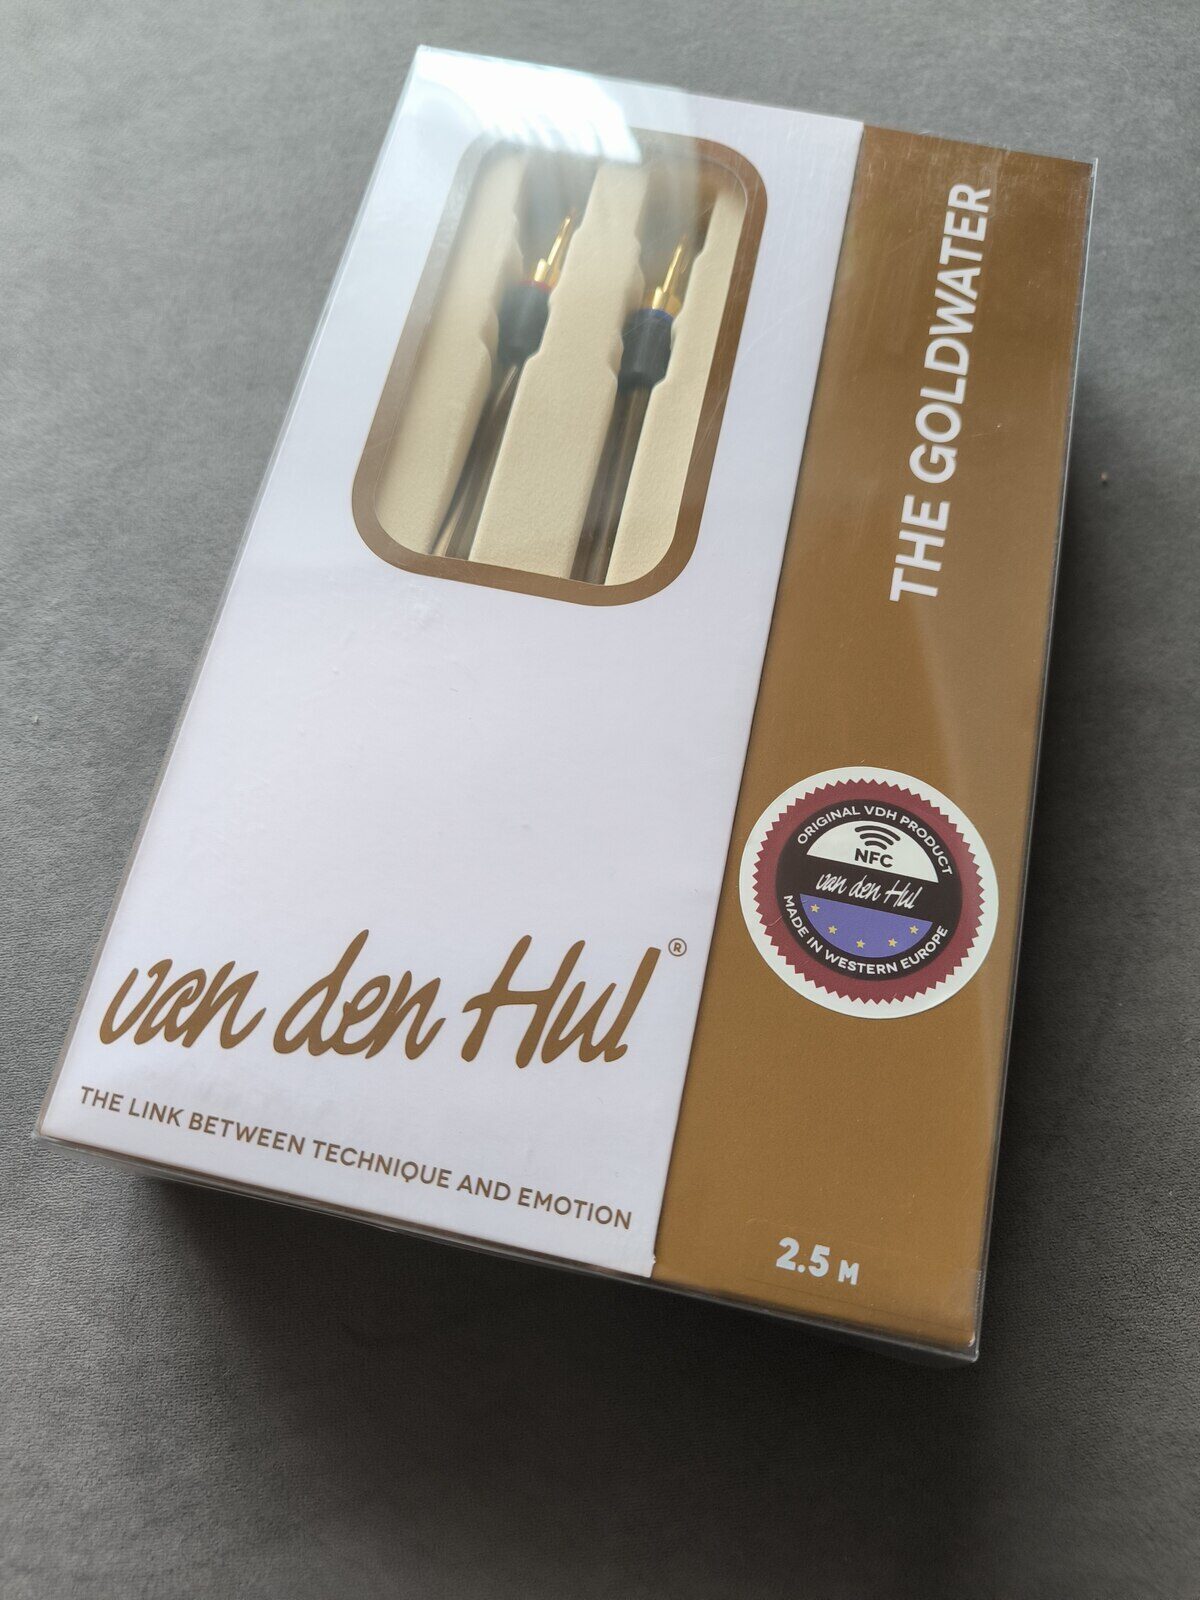 THE GOLDWATER
ORIGINAL VDH PRODUCT
NFC
van den Hul
MADE IN WESTERN EUROPE
van den Hul®
THE LINK BETWEEN TECHNIQUE AND EMOTION
2.5 M